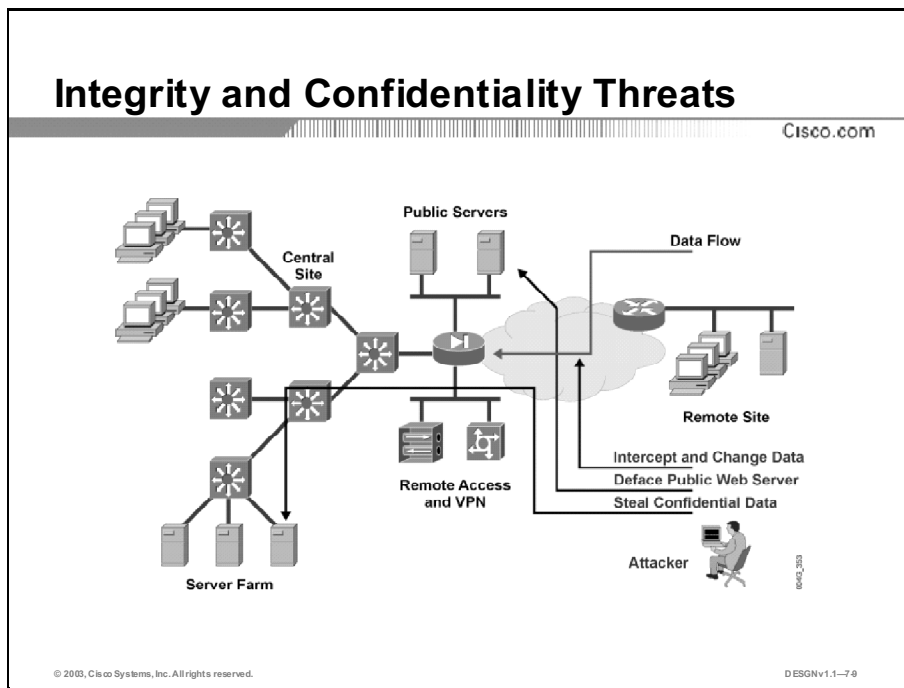 Integrity and Confidentiality Threats
Cisco.com
Public Servers
Data Flow
Central
Site
Remote Site
Intercept and Change Data
Deface Public Web Server
Steal Confidential Data
Remote Access
and VPN
Attacker
Server Farm
© 2003, Cisco Systems, Inc. All rights reserved.
DESGN v1.1—7-9